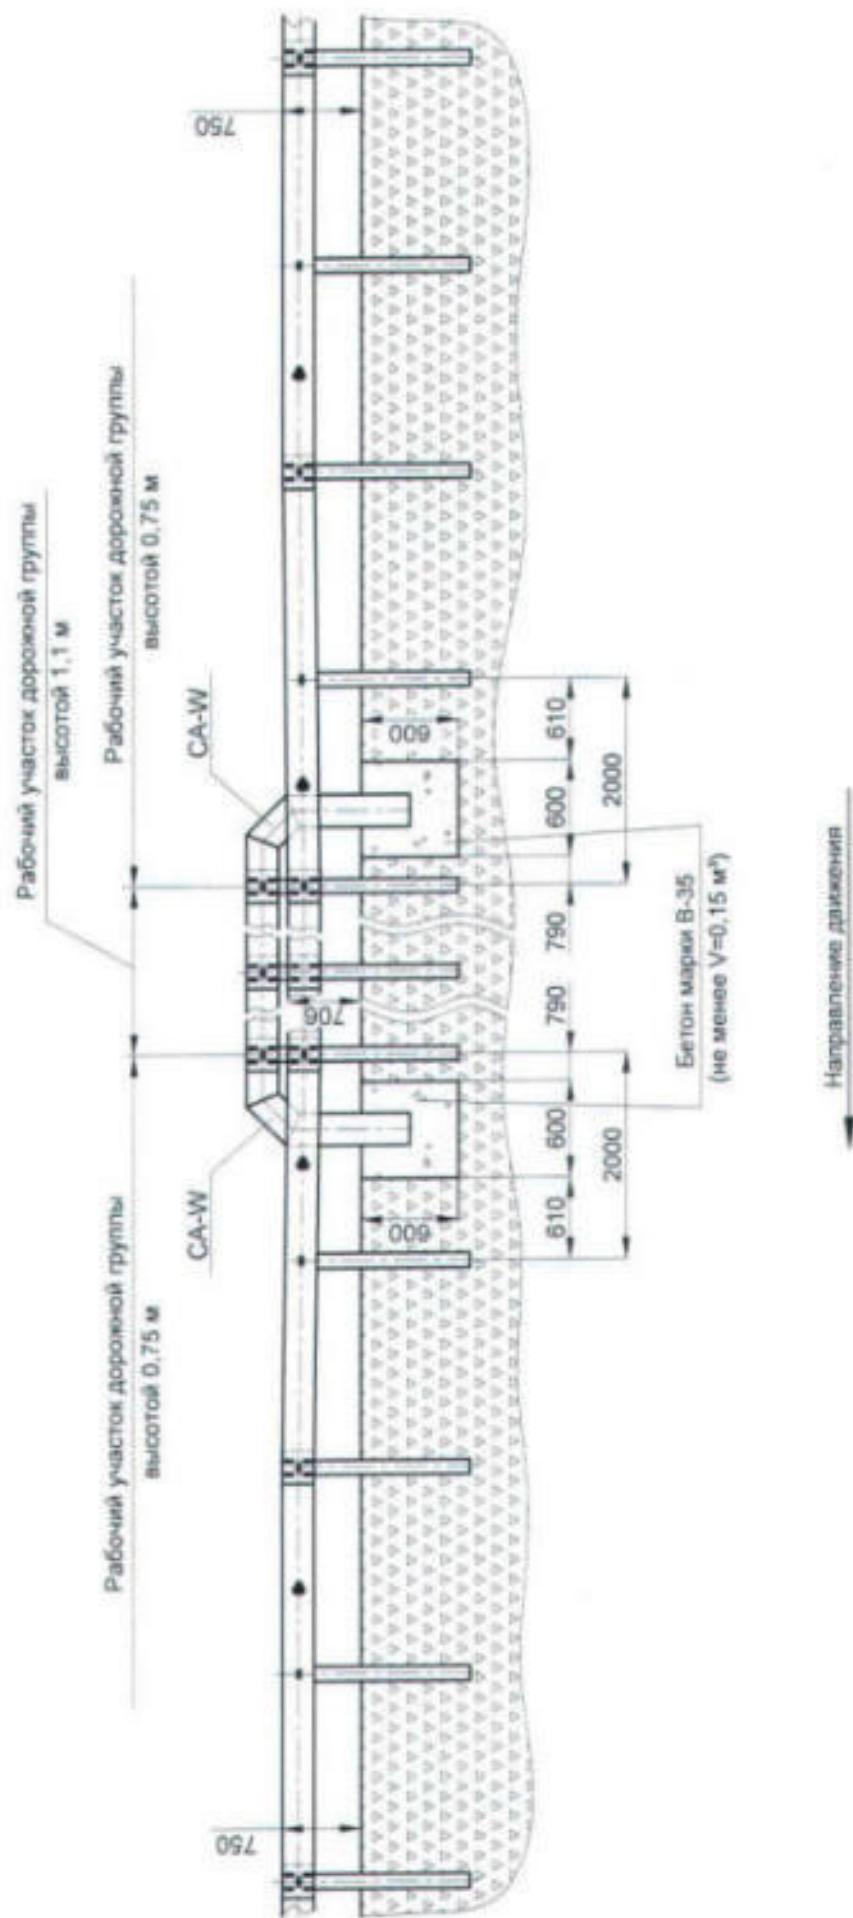 Рабочий участок дорожной группы
высотой 1,1 м
Рабочий участок дорожной группы
высотой 0,75 м
Рабочий участок дорожной группы
высотой 0,75 м
CA-W
CA-W
750
750
706
600
600
610
600
790
790
600
610
2000
2000
Бетон марки В-35
(не менее V=0,15 м³)
Направление движения